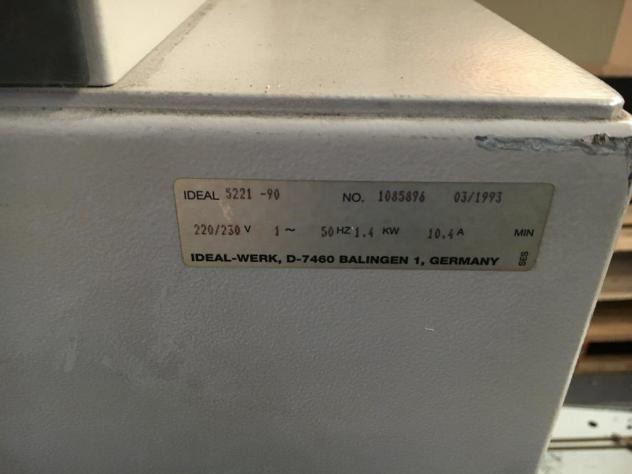 IDEAL 5221 -90 NO. 1085896 03/1993
220/230 V 1 ~ 50 HZ 1.4 KW 10.4 A MIN
IDEAL-WERK, D-7460 BALINGEN 1, GERMANY
SES